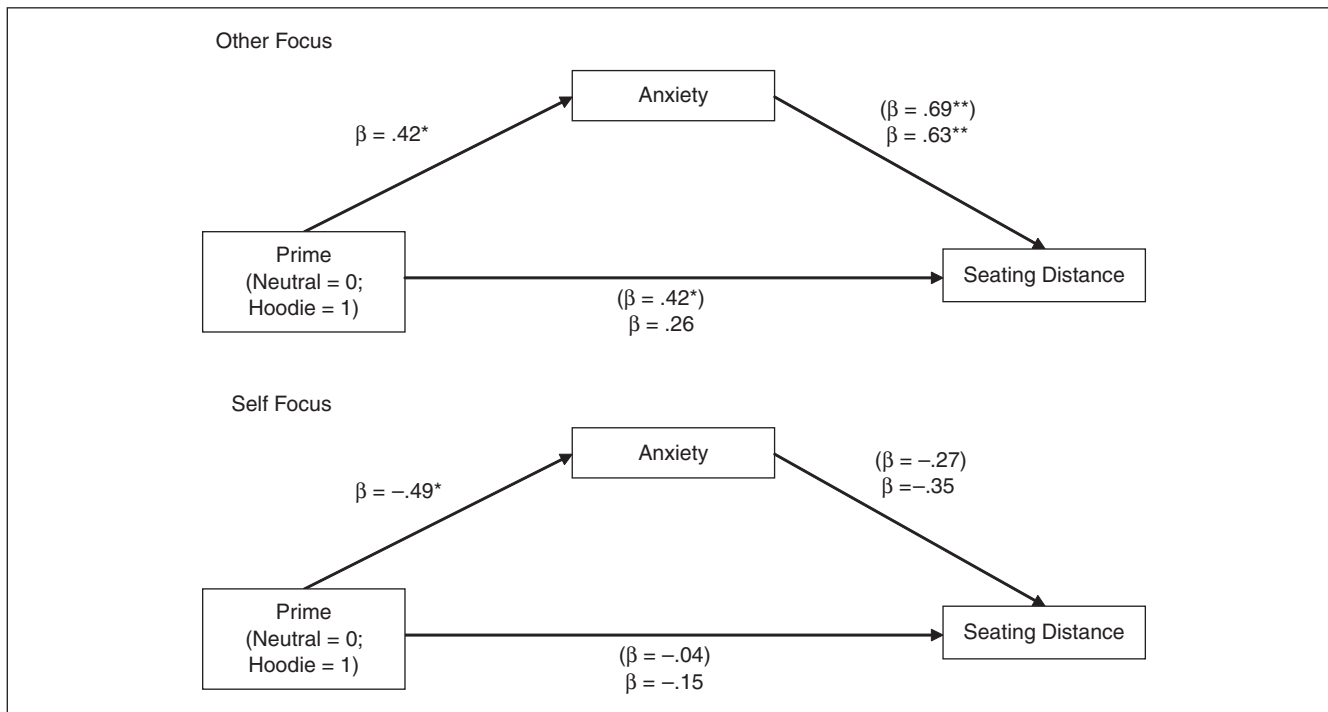 Other Focus
Anxiety
(β = .69**)
β = .63**
β = .42*
Prime
(Neutral = 0;
Hoodie = 1)
Seating Distance
(β = .42*)
β = .26
Self Focus
Anxiety
(β = –.27)
β =–.35
β = –.49*
Prime
(Neutral = 0;
Hoodie = 1)
Seating Distance
(β = –.04)
β = –.15